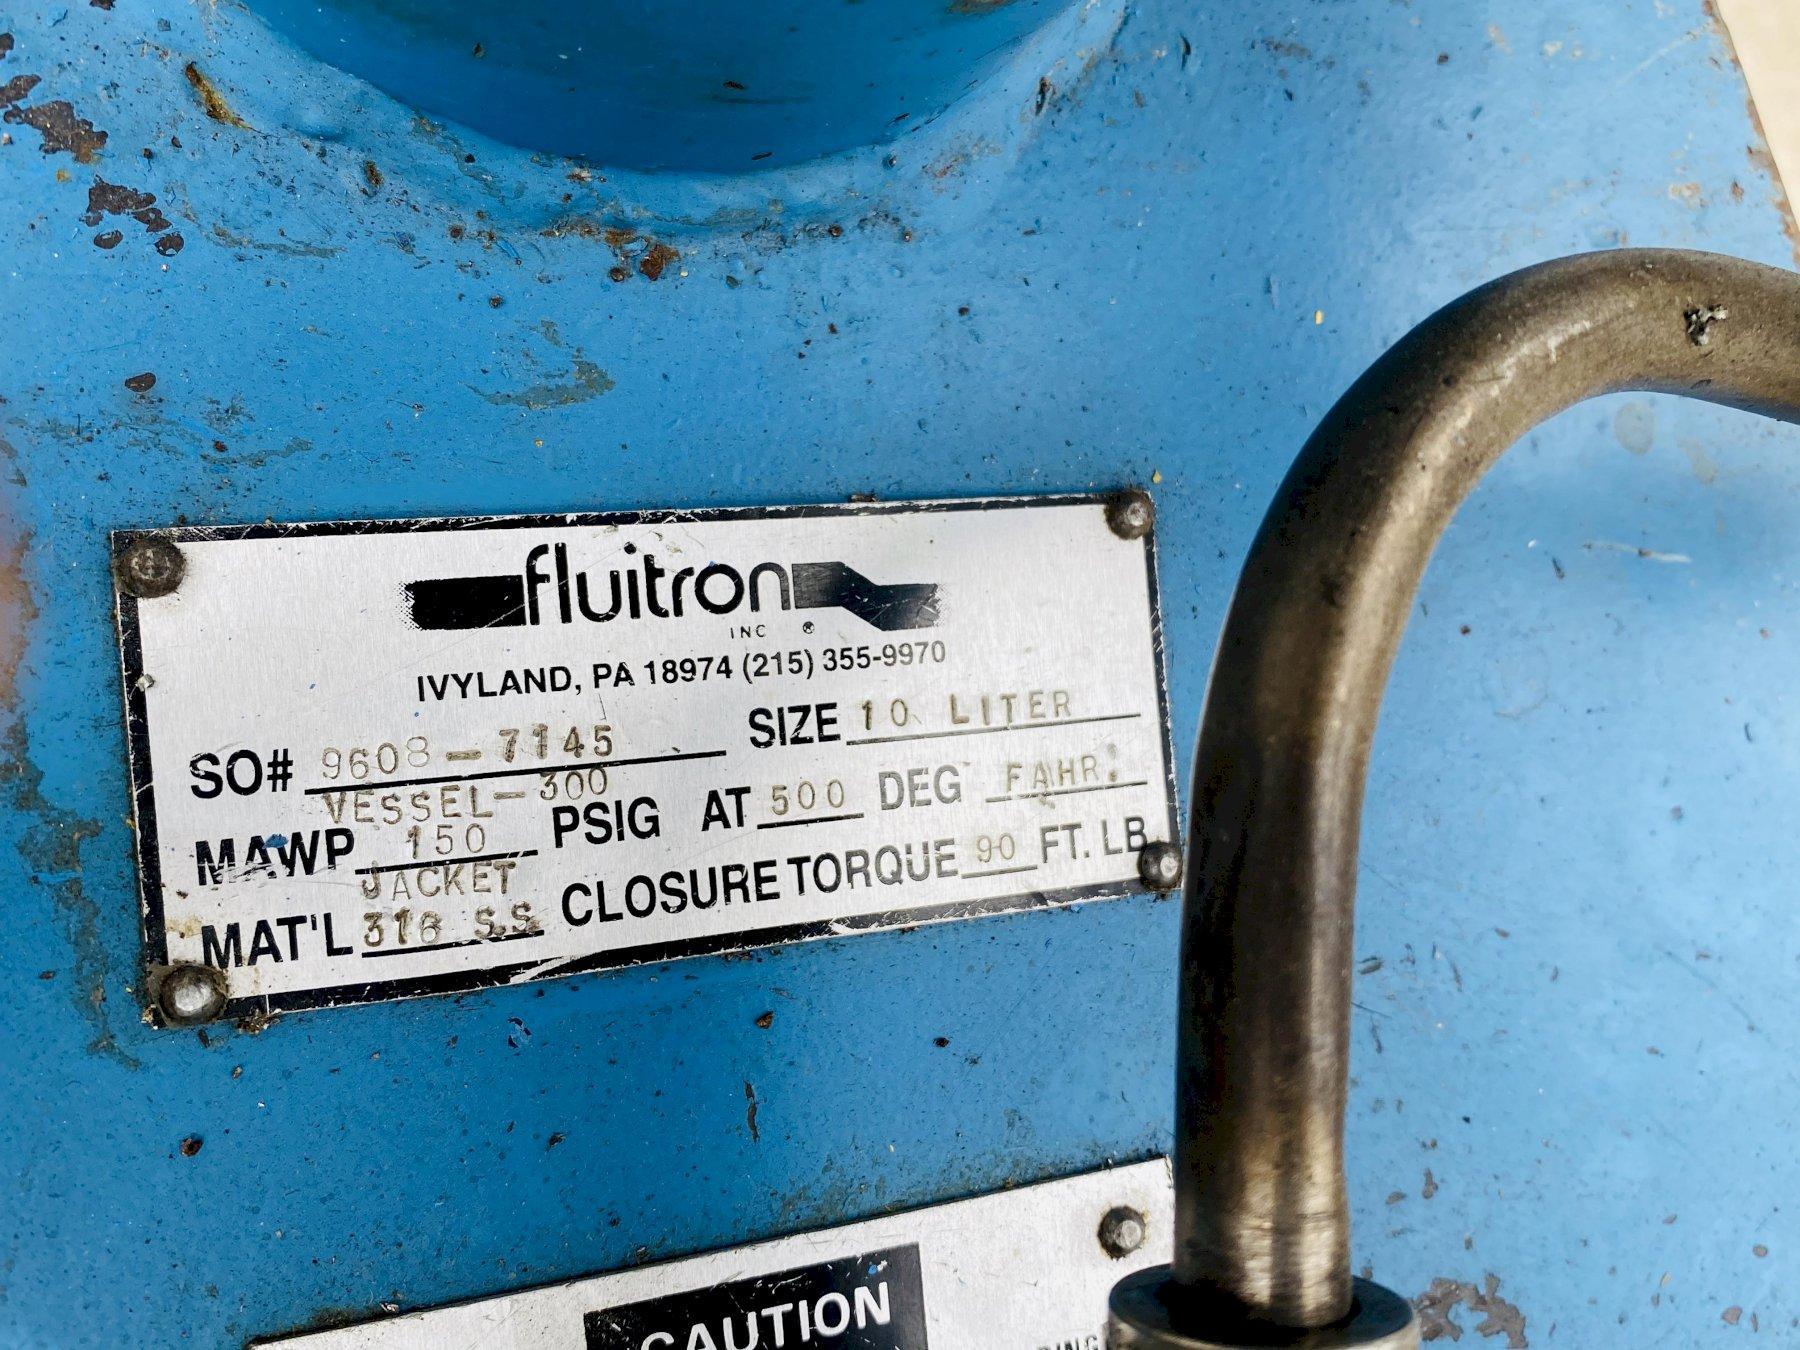 fluitron
INC ®
IVYLAND, PA 18974 (215) 355-9970
SO# 9608-7145 SIZE 10 LITER
VESSEL-300
MAWP 150 PSIG AT 500 DEG FAHR.
JACKET
MAT'L 316 S.S. CLOSURE TORQUE 90 FT. LB.
CAUTION